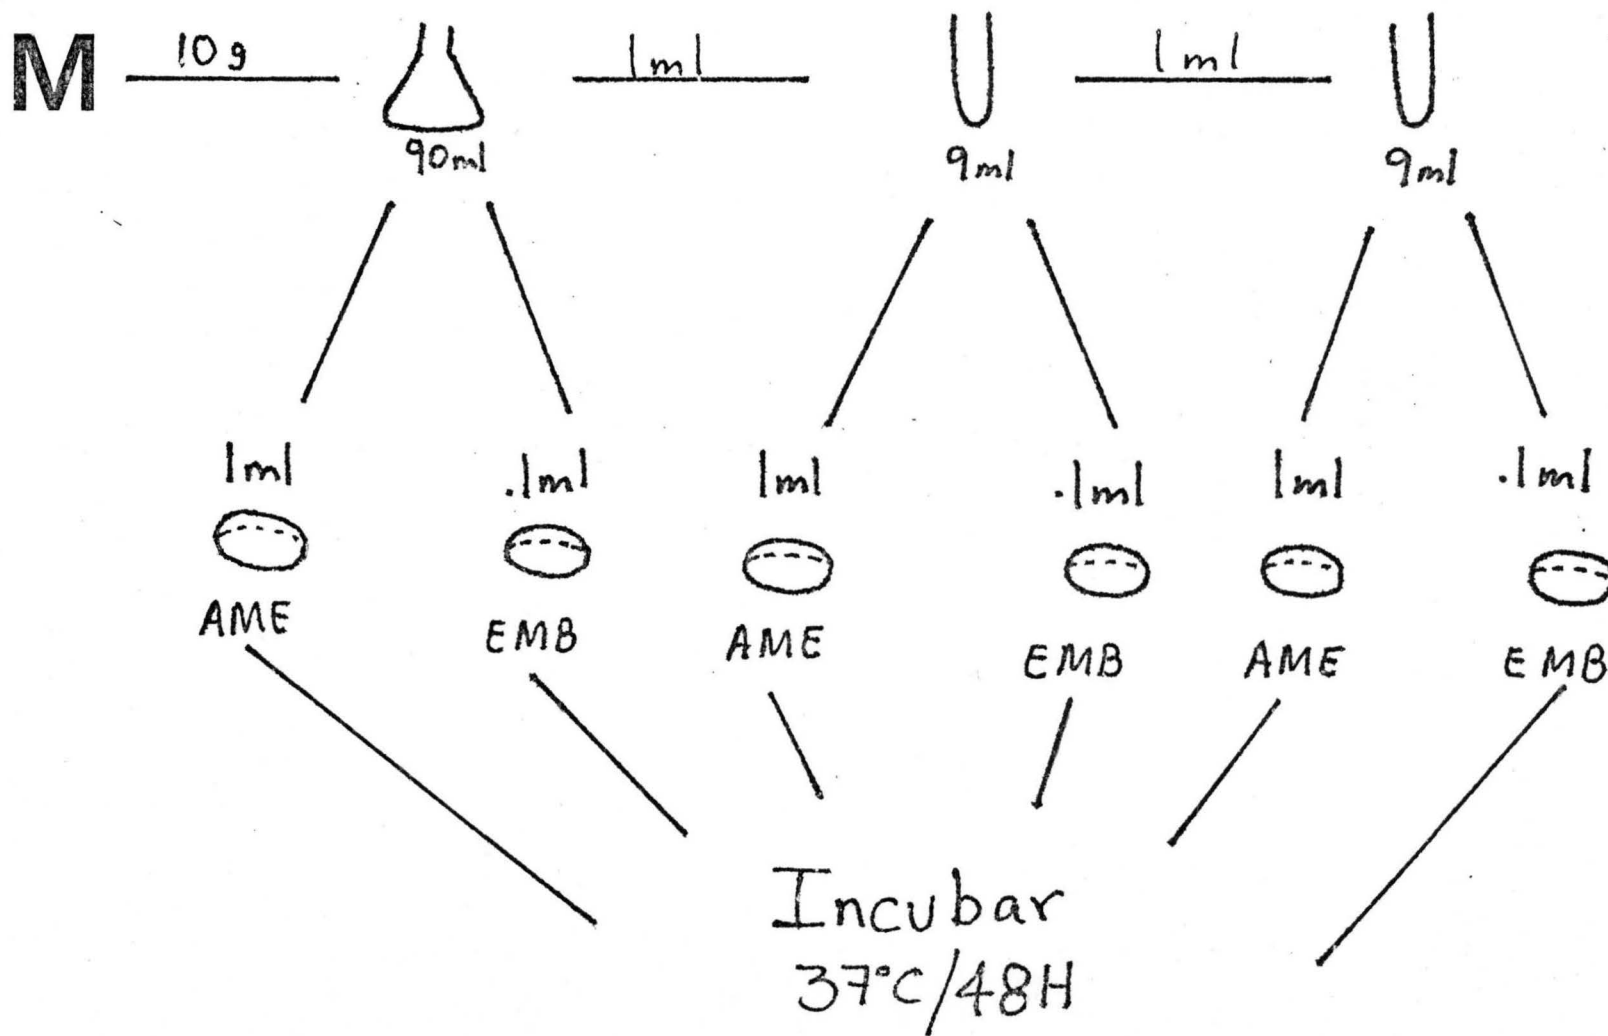 M 10g 1ml 1ml
90ml 9ml 9ml
1ml .1ml 1ml .1ml 1ml .1ml
AME EMB AME EMB AME EMB
Incubar
37°C/48H